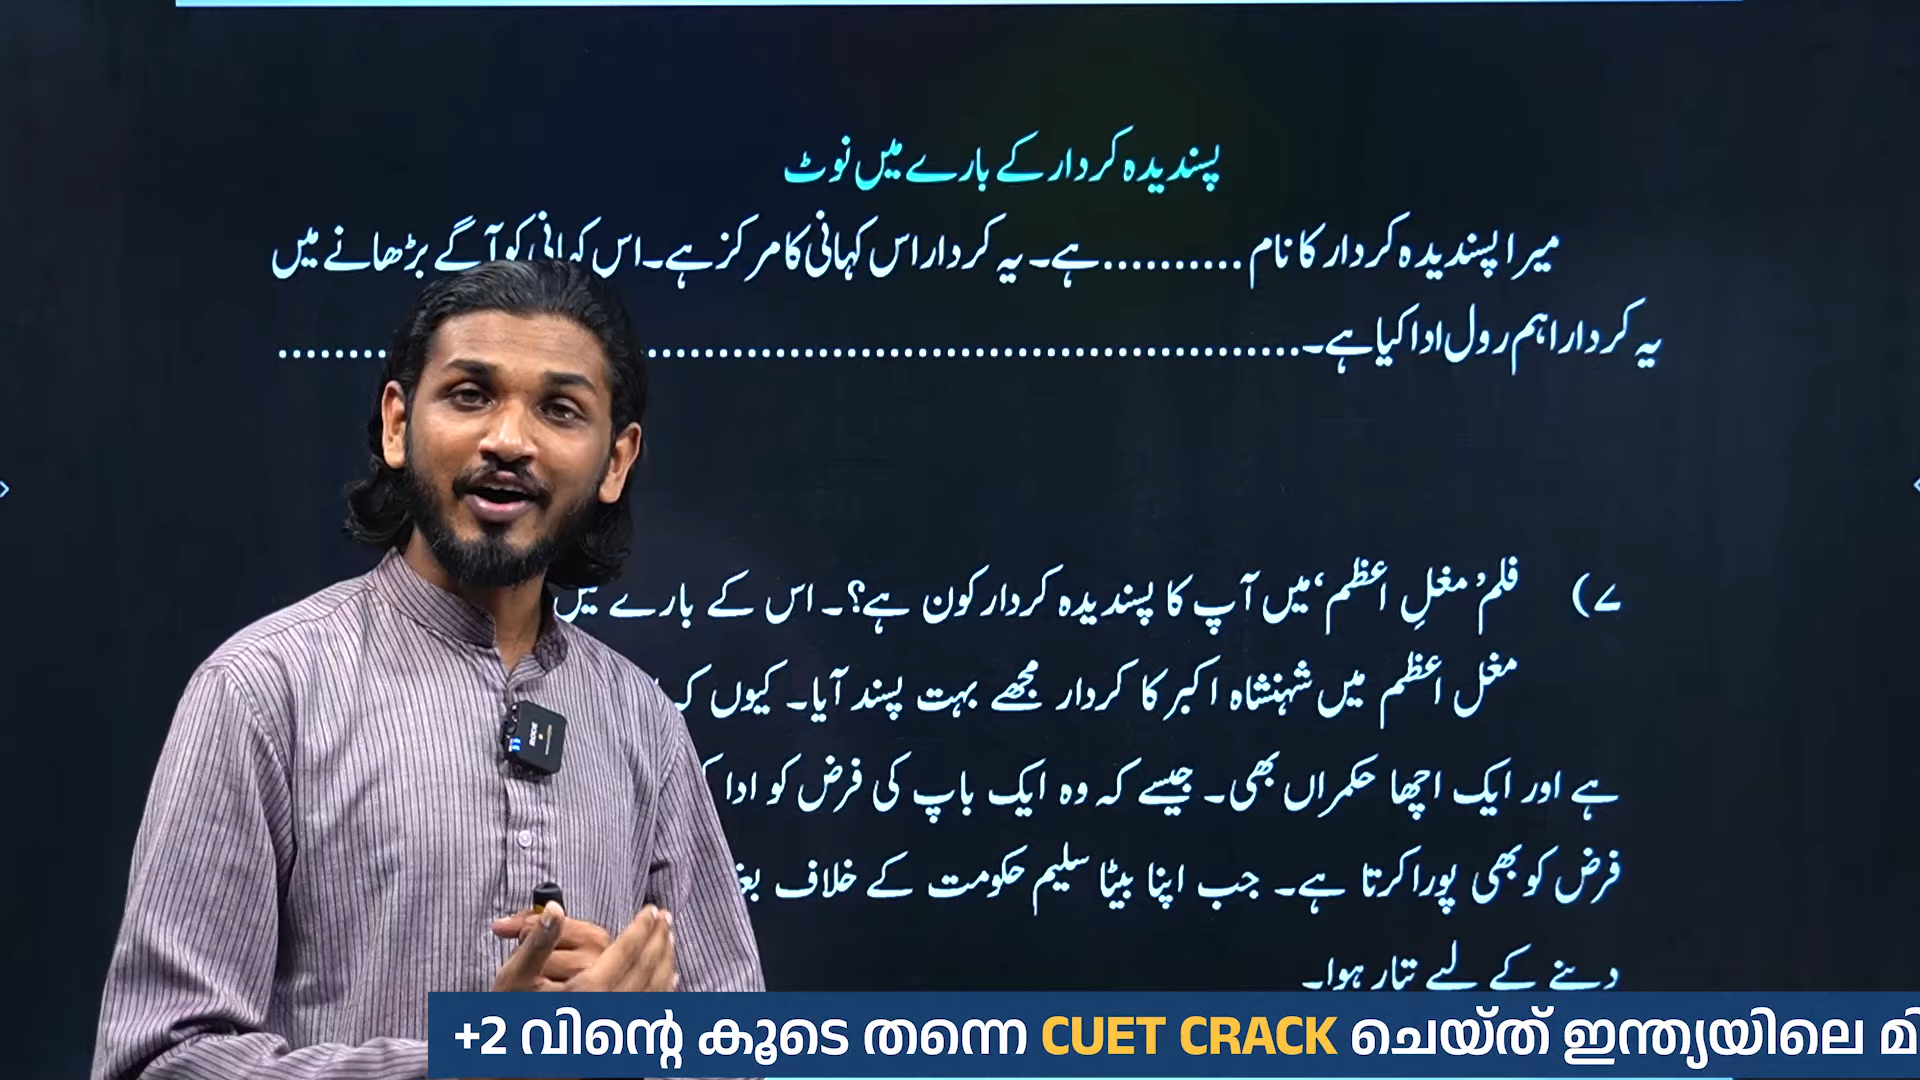 پسندیدہ کردار کے بارے میں نوٹ
میرا پسندیدہ کردار کا نام .......... ہے۔ یہ کردار اس کہانی کا مرکز ہے۔ اس کہانی کو آگے بڑھانے میں
یہ کردار اہم رول ادا کیا ہے۔..........................................................................
۷) فلم ’مغلِ اعظم‘ میں آپ کا پسندیدہ کردار کون ہے؟۔ اس کے بارے میں
مغل اعظم میں شہنشاہ اکبر کا کردار مجھے بہت پسند آیا۔ کیوں کہ
ہے اور ایک اچھا حکمراں بھی۔ جیسے کہ وہ ایک باپ کی فرض کو ادا
فرض کو بھی پورا کرتا ہے۔ جب اپنا بیٹا سلیم حکومت کے خلاف
دینے کے لیے تیار ہوا۔
+2 വിന്റെ കൂടെ തന്നെ CUET CRACK ചെയ്ത് ഇന്ത്യയിലെ